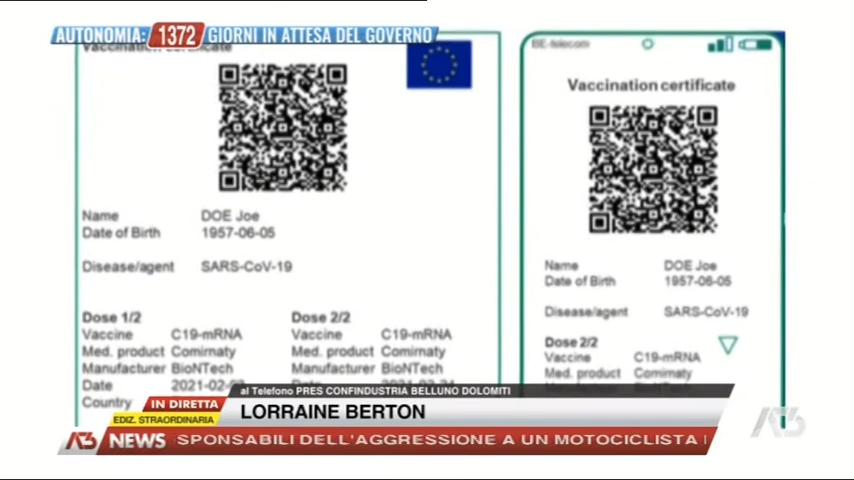 AUTONOMIA: 1372 GIORNI IN ATTESA DEL GOVERNO
Vaccination certificate
Name DOE Joe
Date of Birth 1957-06-05
Disease/agent SARS-CoV-19
Dose 1/2 Dose 2/2
Vaccine C19-mRNA Vaccine C19-mRNA
Med. product Comirnaty Med. product Comirnaty
Manufacturer BioNTech Manufacturer BioNTech
Date 2021-02-
Country
BE-telecom
Vaccination certificate
Name DOE Joe
Date of Birth 1957-06-05
Disease/agent SARS-CoV-19
Dose 2/2
Vaccine C19-mRNA
Med. product Comirnaty
al Telefono PRES CONFINDUSTRIA BELLUNO DOLOMITI
IN DIRETTA
LORRAINE BERTON
EDIZ. STRAORDINARIA
A3 NEWS SPONSABILI DELL'AGGRESSIONE A UN MOTOCICLISTA
A3